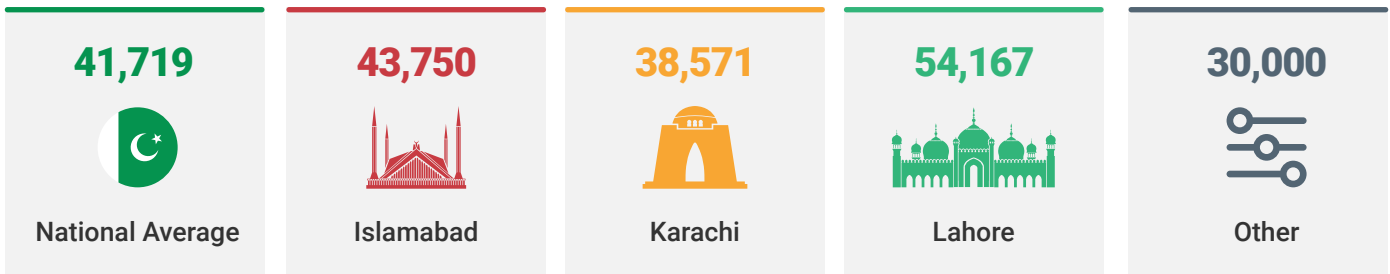 41,719
National Average
43,750
Islamabad
38,571
Karachi
54,167
Lahore
30,000
Other